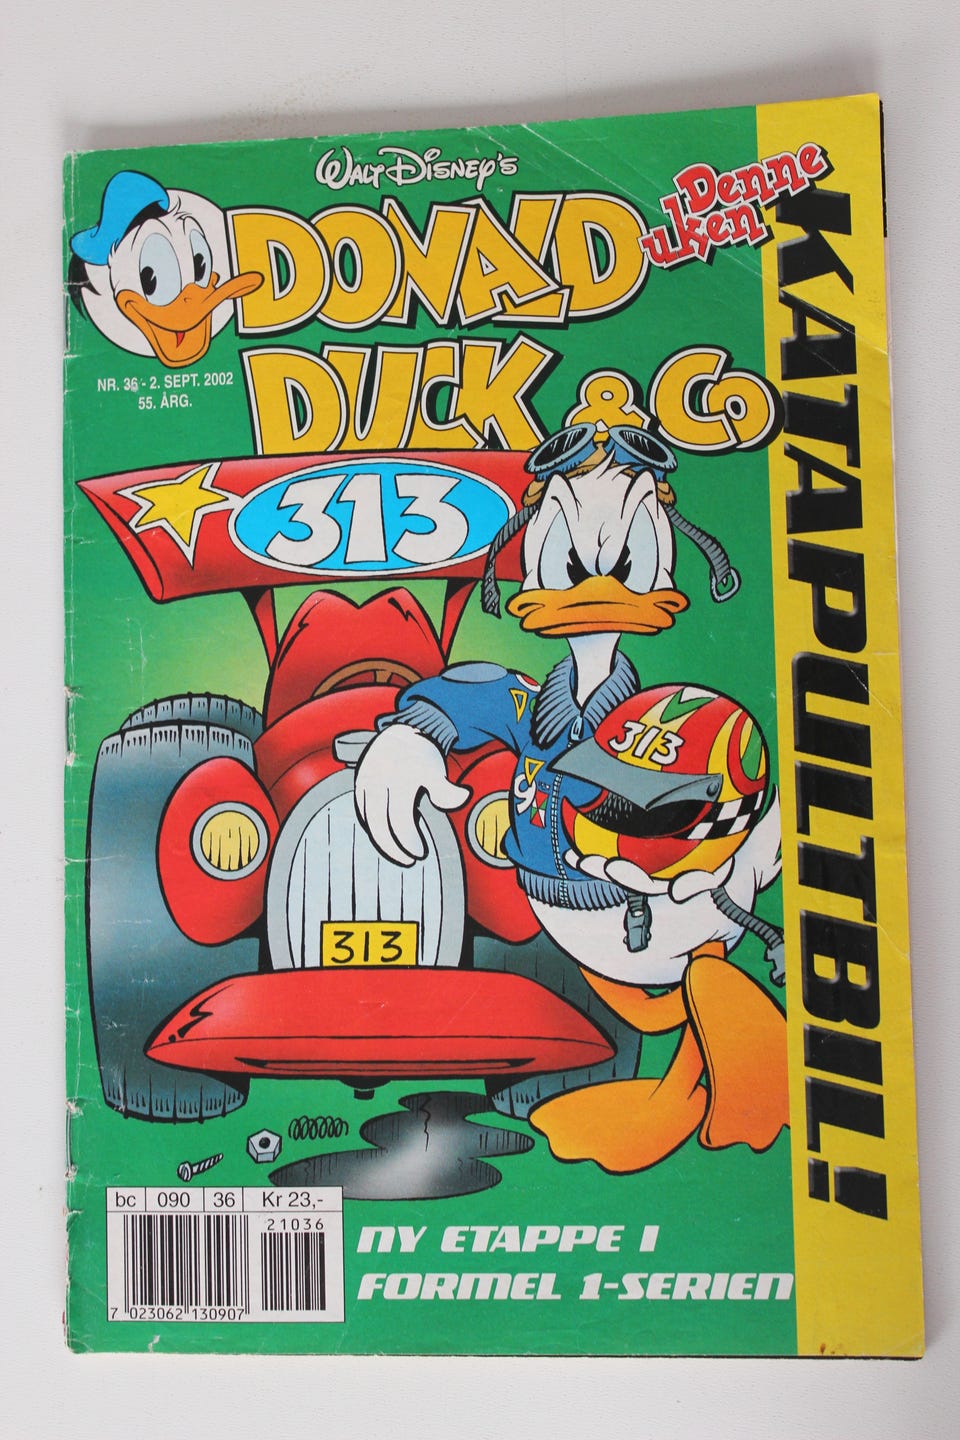 WALT DISNEY'S
DONALD
DUCK & CO
Denne
uken
KATAPULTBIL!
NR. 36 - 2. SEPT. 2002
55. ÅRG.
313
313
9
313
bc 090 36 Kr 23,-
21036
7 023062 130907
NY ETAPPE I
FORMEL 1-SERIEN